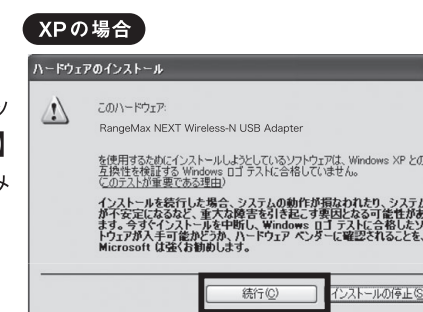 XPの場合
ハードウェアのインストール
ッ
】
み
このハードウェア:
RangeMax NEXT Wireless-N USB Adapter
を使用するためにインストールしようとしているソフトウェアは、Windows XP との
互換性を検証する Windows ロゴ テストに合格していません。
(このテストが重要である理由)
インストールを続行した場合、システムの動作が損なわれたり、システム
が不安定になるなど、重大な障害を引き起こす要因となる可能性があ
ます。今すぐインストールを中断し、Windows ロゴ テストに合格したソ
トウェアが入手可能かどうか、ハードウェア ベンダーに確認されることを、
Microsoft は強くお勧めします。
続行(C)
インストールの停止(S